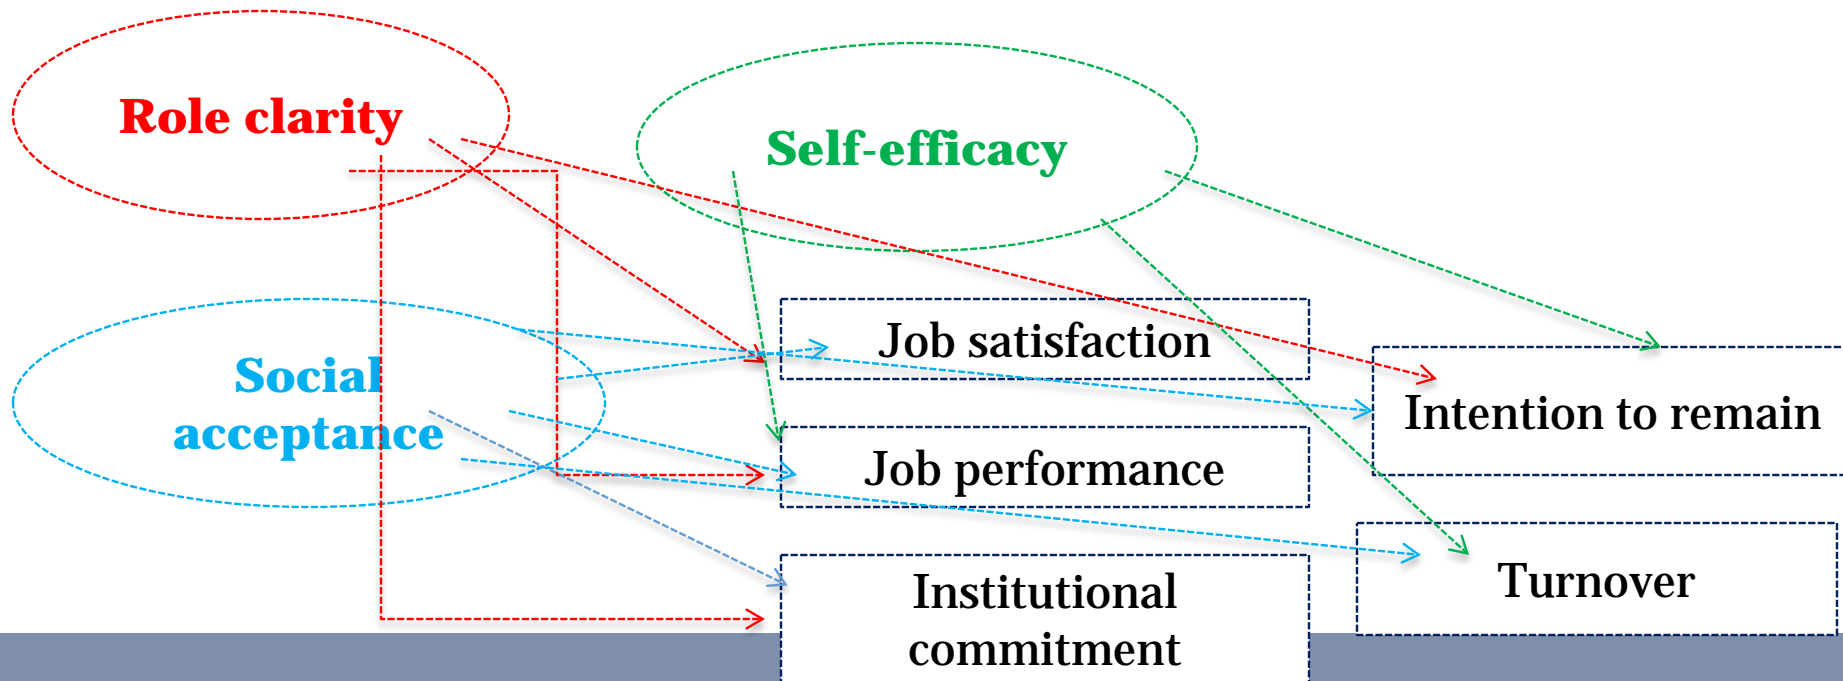 Role clarity
Self-efficacy
Social
acceptance
Job satisfaction
Intention to remain
Job performance
Turnover
Institutional
commitment